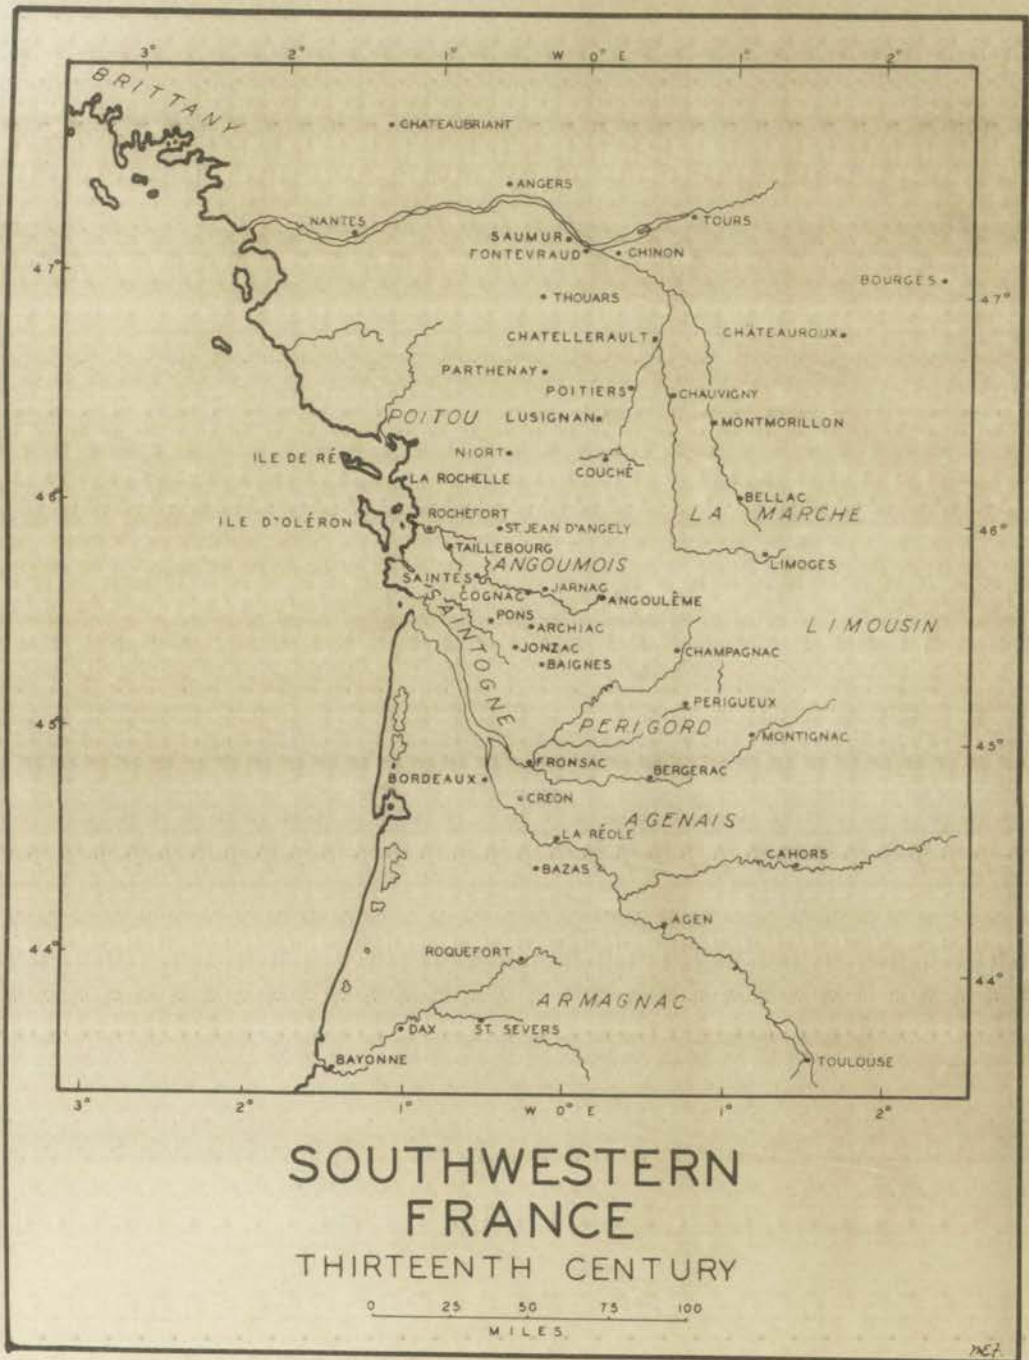 3° 2° 1° W 0° E 1° 2°
BRITTANY
CHATEAUBRIANT
ANGERS
NANTES
TOURS
SAUMUR
FONTEVRAUD
CHINON
47°
BOURGES
47°
THOUARS
CHATELLERAULT
CHÂTEAUROUX
PARTHENAY
POITIERS
CHAUVIGNY
POITOU
LUSIGNAN
MONTMORILLON
ILE DE RÉ
NIORT
COUCHÉ
LA ROCHELLE
46°
BELLAC
ILE D'OLÉRON
ROCHEFORT
LA MARCHE
46°
ST. JEAN D'ANGELY
TAILLEBOURG
ANGOUMOIS
LIMOGES
SAINTES
COGNAC
JARNAC
ANGOULÊME
PONS
ARCHIAC
LIMOUSIN
SAINTOGNE
JONZAC
CHAMPAGNAC
BAIGNES
PERIGUEUX
45°
PERIGORD
MONTIGNAC
45°
FRONSAC
BORDEAUX
BERGERAC
CREON
AGENAIS
LA RÉOLE
CAHORS
BAZAS
AGEN
44°
ROQUEFORT
44°
ARMAGNAC
DAX
ST. SEVERS
BAYONNE
TOULOUSE
3° 2° 1° W 0° E 1° 2°
SOUTHWESTERN
FRANCE
THIRTEENTH CENTURY
0 25 50 75 100
MILES